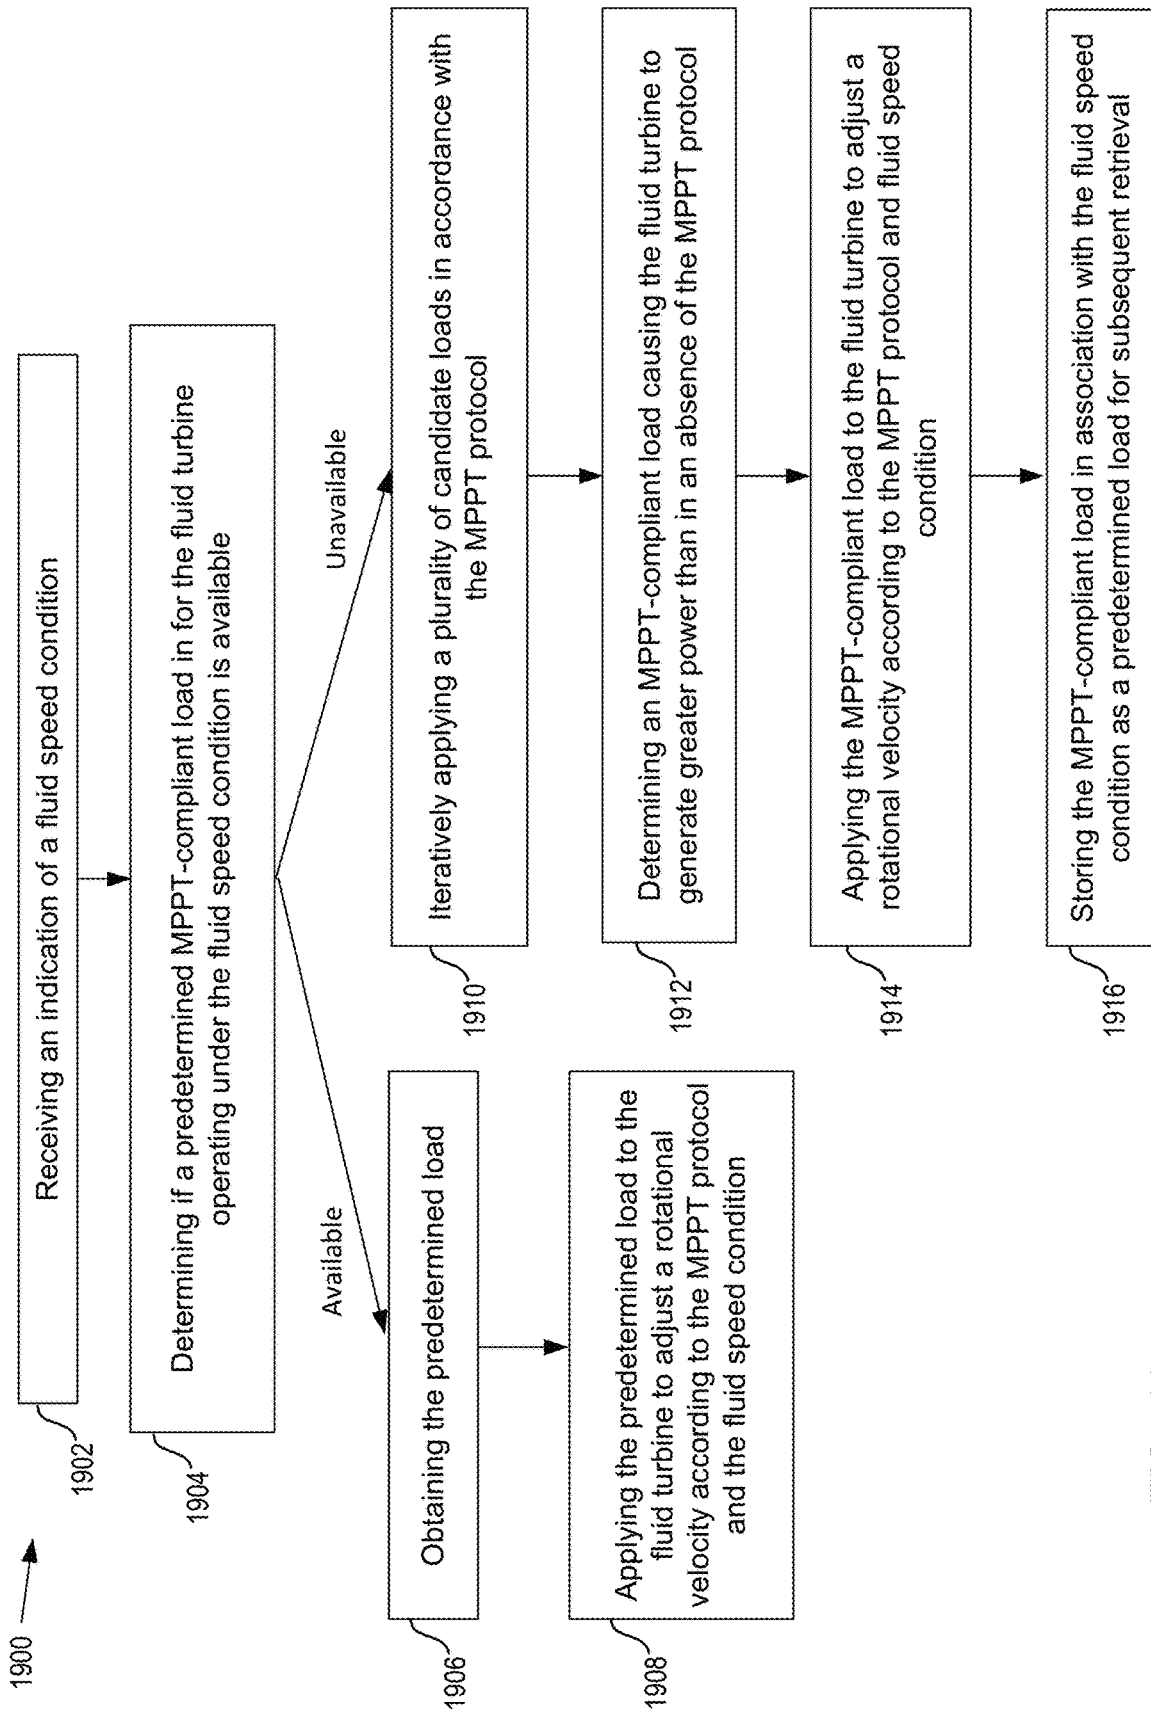 1900
1902
Receiving an indication of a fluid speed condition
1904
Determining if a predetermined MPPT-compliant load in for the fluid turbine
operating under the fluid speed condition is available
Available
Unavailable
1906
Obtaining the predetermined load
1908
Applying the predetermined load to the
fluid turbine to adjust a rotational
velocity according to the MPPT protocol
and the fluid speed condition
1910
Iteratively applying a plurality of candidate loads in accordance with
the MPPT protocol
1912
Determining an MPPT-compliant load causing the fluid turbine to
generate greater power than in an absence of the MPPT protocol
1914
Applying the MPPT-compliant load to the fluid turbine to adjust a
rotational velocity according to the MPPT protocol and fluid speed
condition
1916
Storing the MPPT-compliant load in association with the fluid speed
condition as a predetermined load for subsequent retrieval